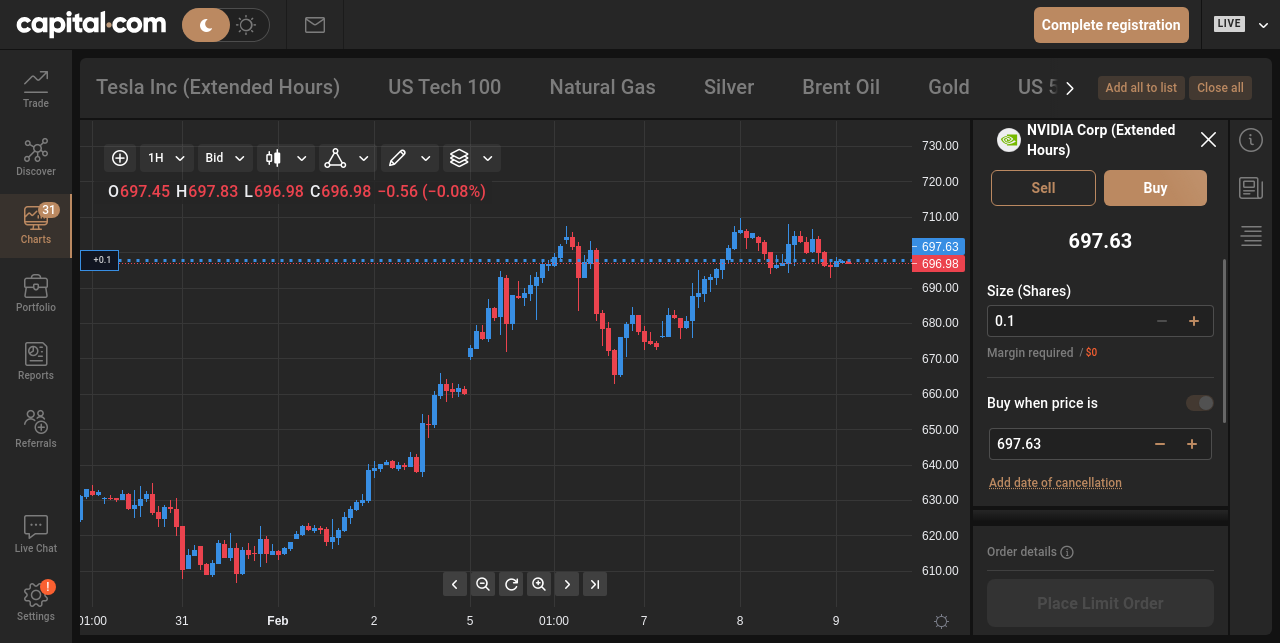 capital.com
Complete registration
LIVE
Trade
Discover
31
Charts
Portfolio
Reports
Referrals
Live Chat
!
Settings
Tesla Inc (Extended Hours) US Tech 100 Natural Gas Silver Brent Oil Gold US 5
Add all to list Close all
1H Bid
O697.45 H697.83 L696.98 C696.98 −0.56 (−0.08%)
+0.1
730.00
720.00
710.00
697.63
696.98
690.00
680.00
670.00
660.00
650.00
640.00
630.00
620.00
610.00
01:00 31 Feb 2 5 01:00 7 8 9
NVIDIA Corp (Extended
Hours)
Sell Buy
697.63
Size (Shares)
0.1
Margin required / $0
Buy when price is
697.63
Add date of cancellation
Order details
Place Limit Order